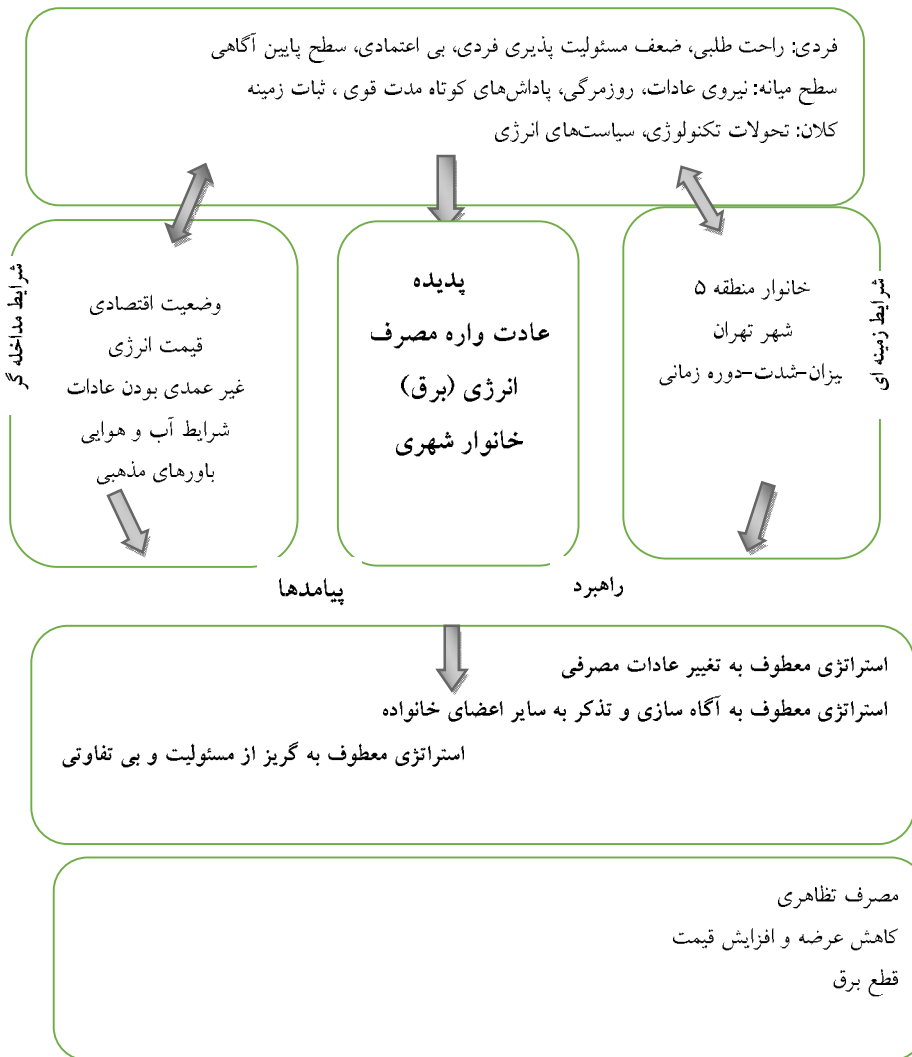 فردی: راحت طلبی، ضعف مسئولیت پذیری فردی، بی اعتمادی، سطح پایین آگاهی
سطح میانه: نیروی عادات، روزمرگی، پاداش‌های کوتاه مدت قوی ، ثبات زمینه
کلان: تحولات تکنولوژی، سیاست‌های انرژی
شرایط زمینه ای
خانوار منطقه ۵
شهر تهران
یزان-شدت-دوره زمانی
پدیده
عادت واره مصرف
انرژی (برق)
خانوار شهری
شرایط مداخله گر
وضعیت اقتصادی
قیمت انرژی
غیر عمدی بودن عادات
شرایط آب و هوایی
باورهای مذهبی
راهبرد
پیامدها
استراتژی معطوف به تغییر عادات مصرفی
استراتژی معطوف به آگاه سازی و تذکر به سایر اعضای خانواده
استراتژی معطوف به گریز از مسئولیت و بی تفاوتی
مصرف تظاهری
کاهش عرضه و افزایش قیمت
قطع برق